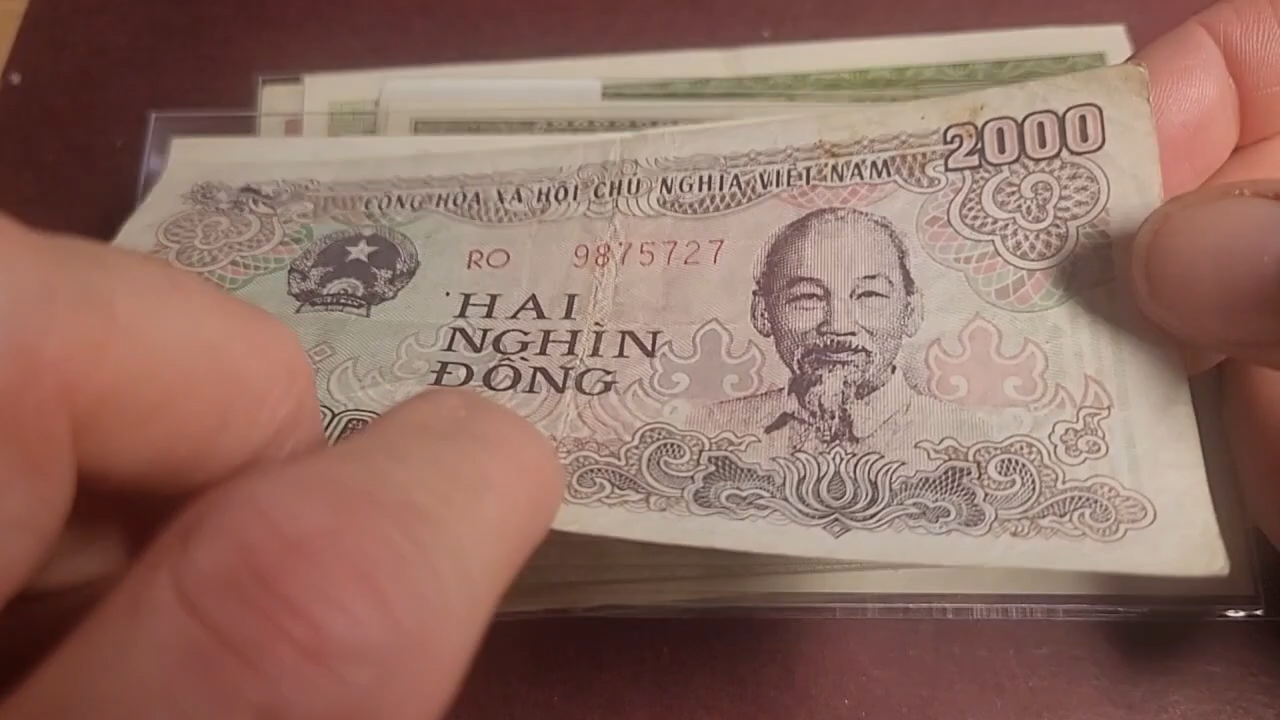 2000
CỘNG HÒA XÃ HỘI CHỦ NGHĨA VIỆT NAM
RO 9875727
HAI
NGHÌN
ĐỒNG